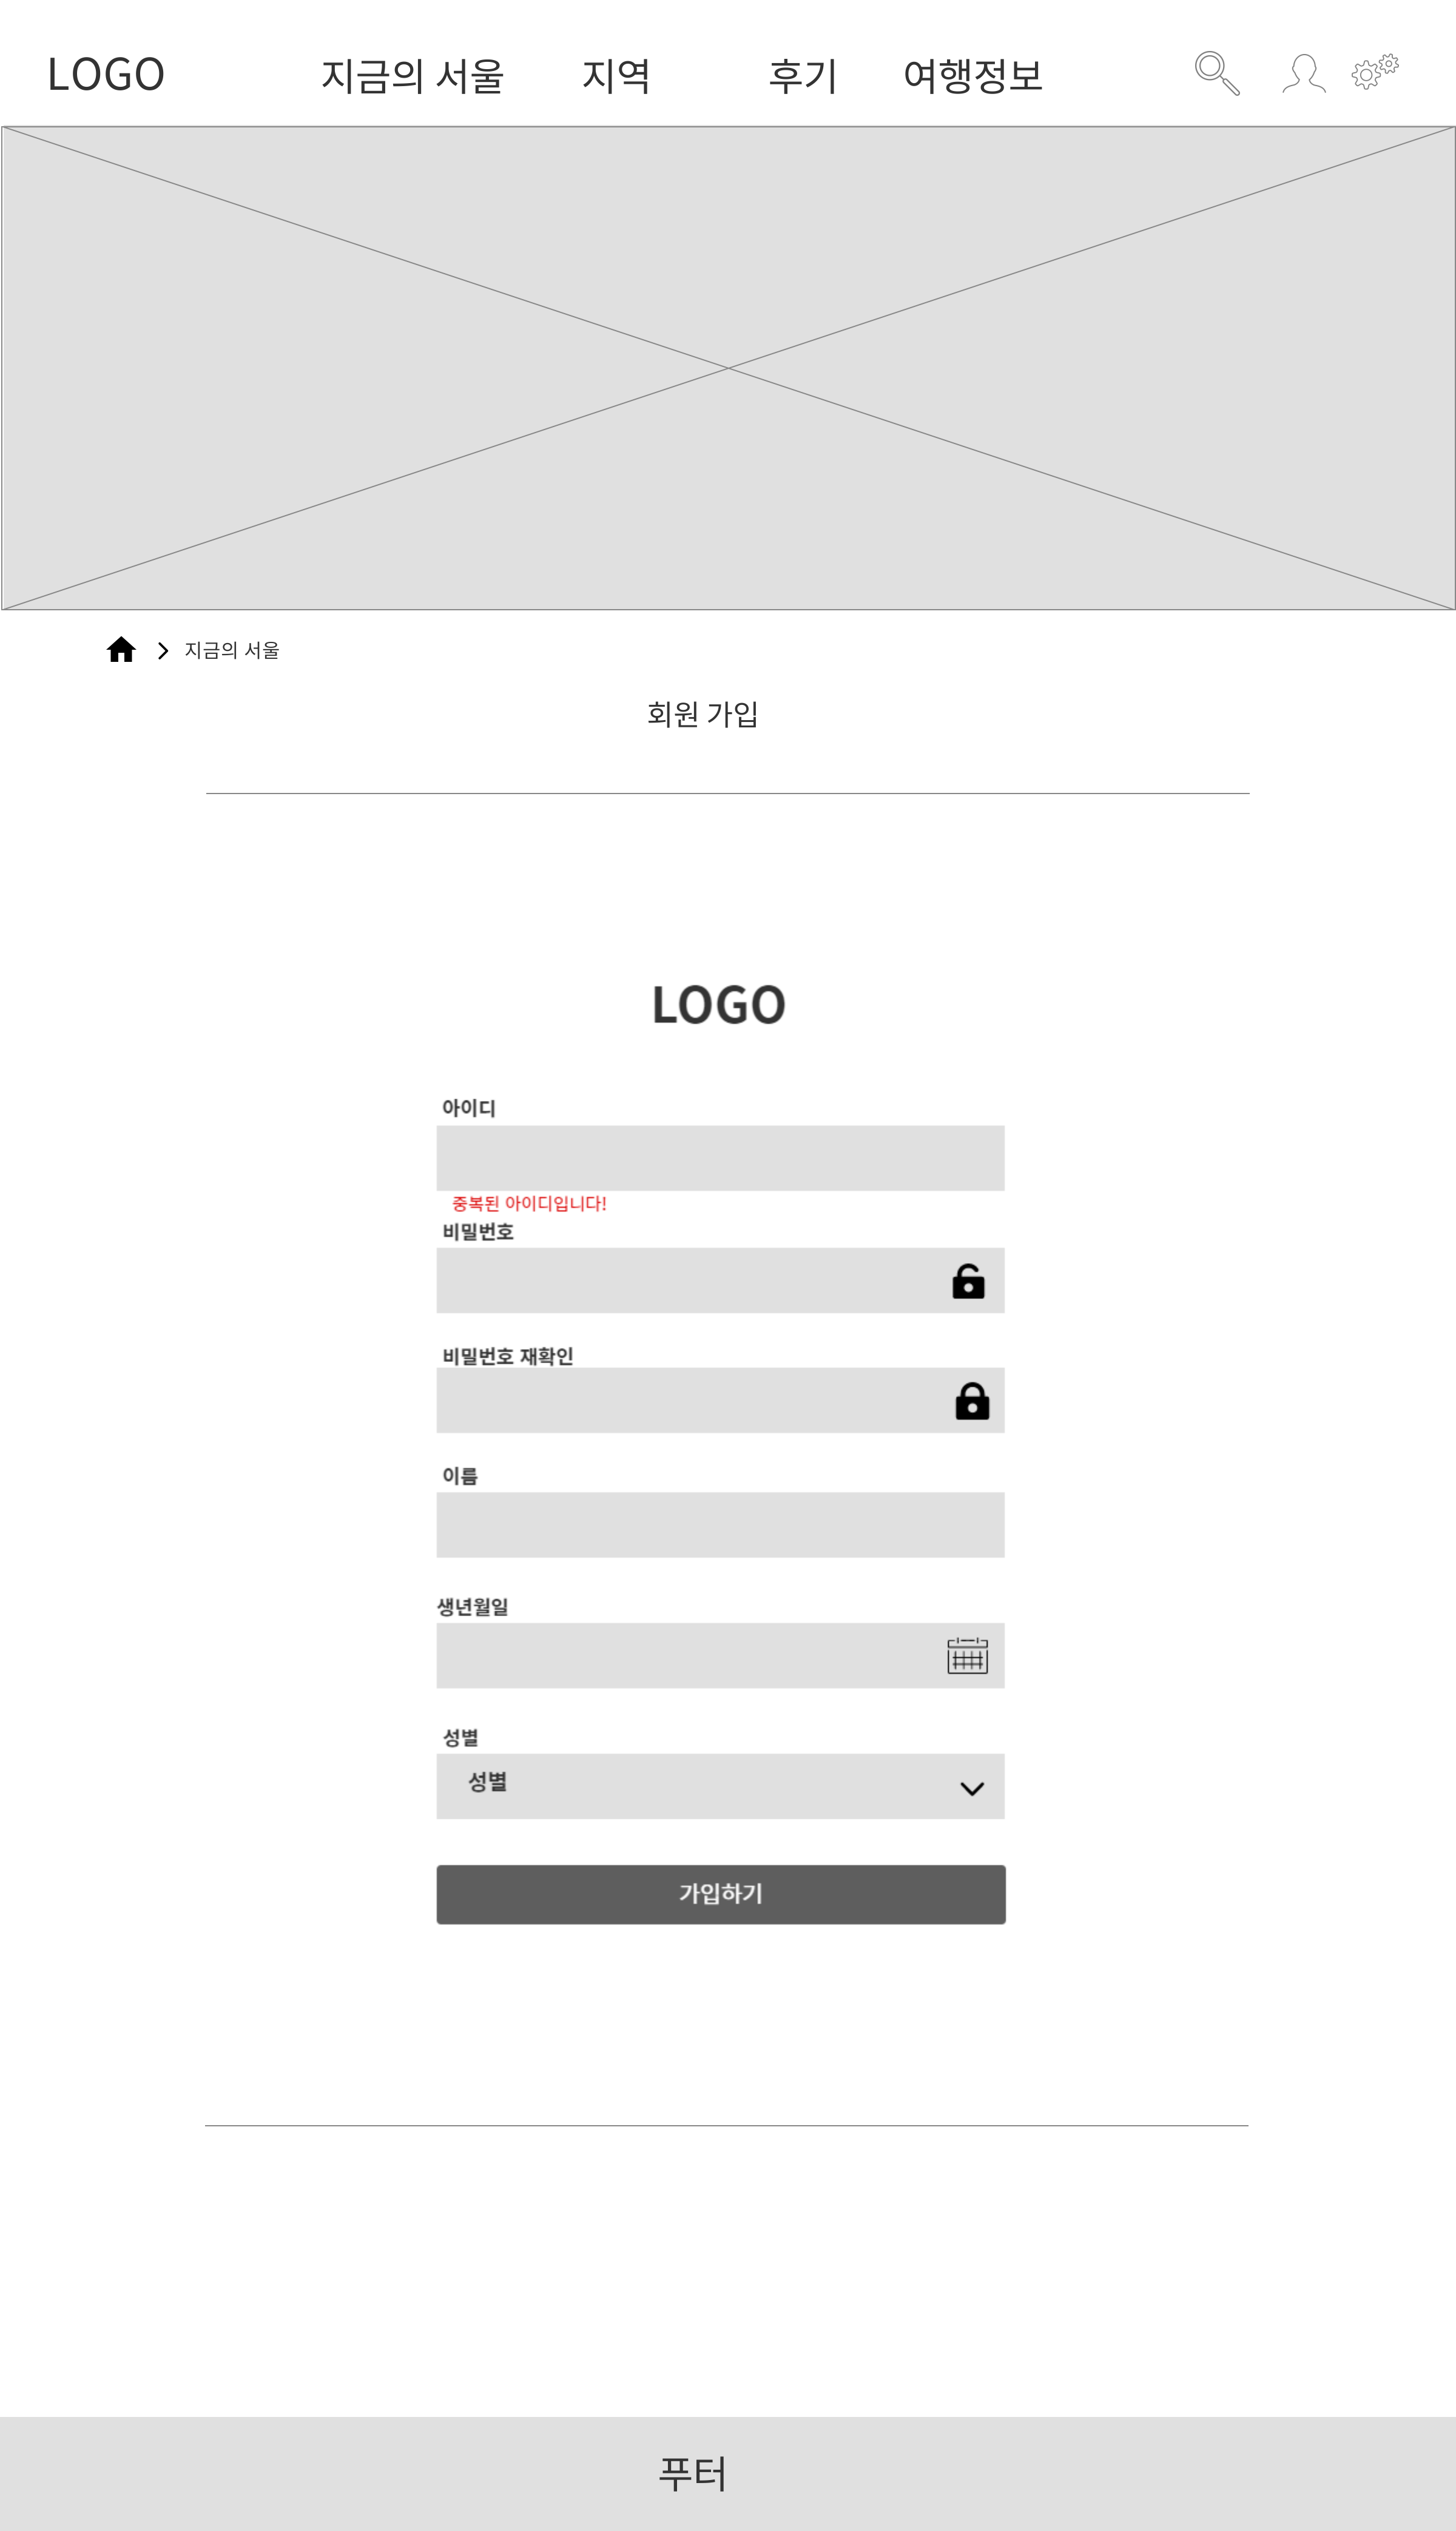 LOGO 지금의 서울 지역 후기 여행정보
지금의 서울
회원 가입
LOGO
아이디
중복된 아이디입니다!
비밀번호
비밀번호 재확인
이름
생년월일
성별
성별
가입하기
푸터